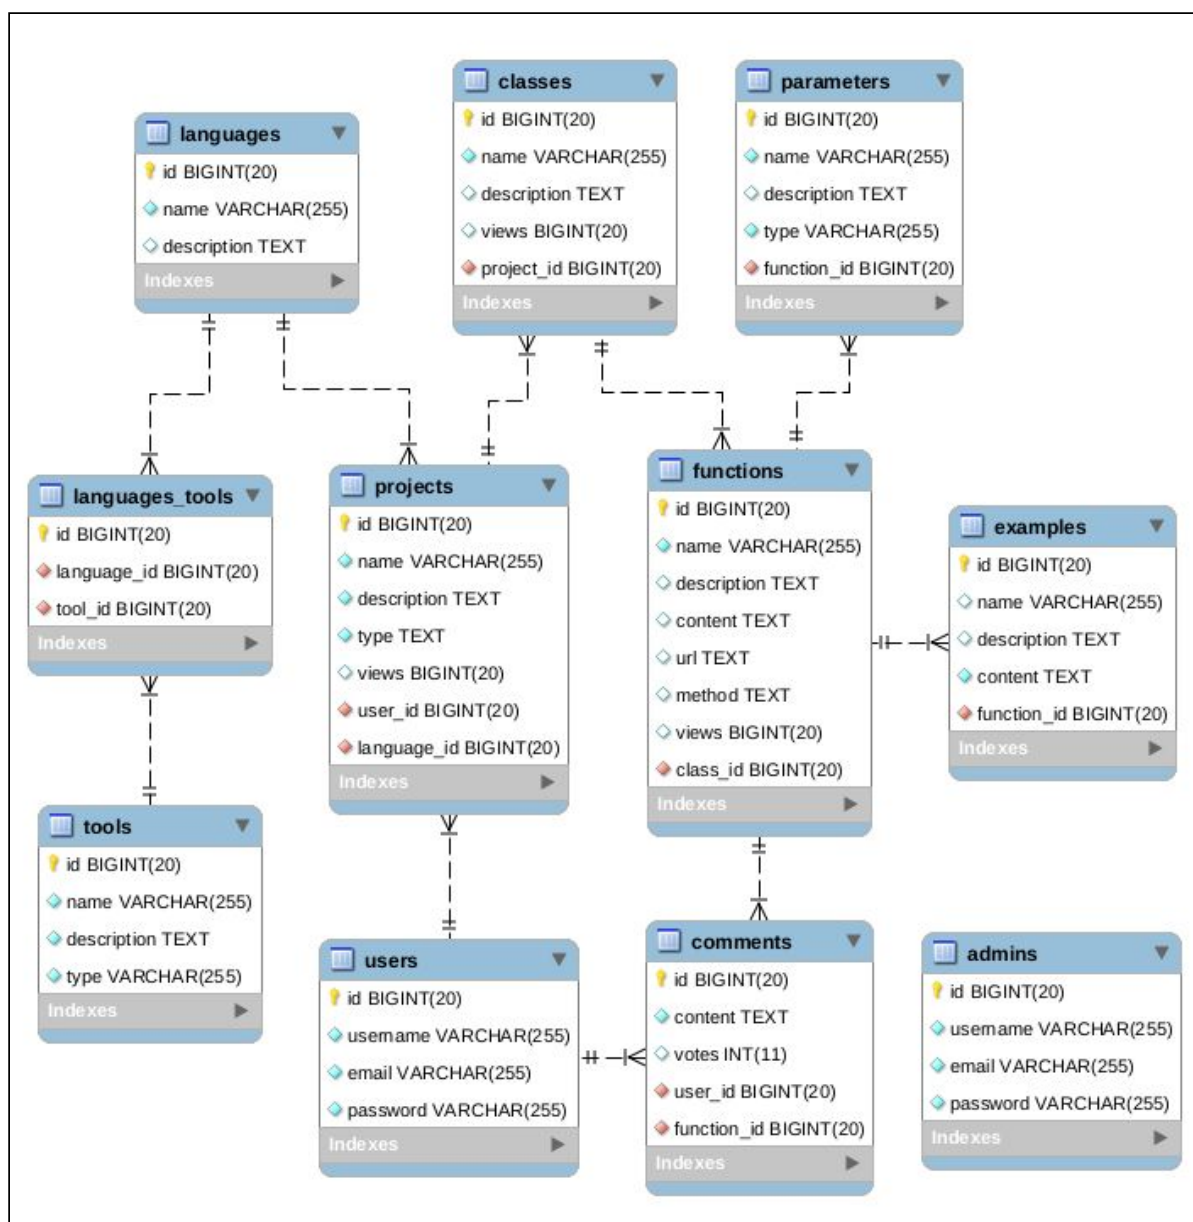 languages
id BIGINT(20)
name VARCHAR(255)
description TEXT
Indexes
classes
id BIGINT(20)
name VARCHAR(255)
description TEXT
views BIGINT(20)
project_id BIGINT(20)
Indexes
parameters
id BIGINT(20)
name VARCHAR(255)
description TEXT
type VARCHAR(255)
function_id BIGINT(20)
Indexes
languages_tools
id BIGINT(20)
language_id BIGINT(20)
tool_id BIGINT(20)
Indexes
projects
id BIGINT(20)
name VARCHAR(255)
description TEXT
type TEXT
views BIGINT(20)
user_id BIGINT(20)
language_id BIGINT(20)
Indexes
functions
id BIGINT(20)
name VARCHAR(255)
description TEXT
content TEXT
url TEXT
method TEXT
views BIGINT(20)
class_id BIGINT(20)
Indexes
examples
id BIGINT(20)
name VARCHAR(255)
description TEXT
content TEXT
function_id BIGINT(20)
Indexes
tools
id BIGINT(20)
name VARCHAR(255)
description TEXT
type VARCHAR(255)
Indexes
users
id BIGINT(20)
username VARCHAR(255)
email VARCHAR(255)
password VARCHAR(255)
Indexes
comments
id BIGINT(20)
content TEXT
votes INT(11)
user_id BIGINT(20)
function_id BIGINT(20)
Indexes
admins
id BIGINT(20)
username VARCHAR(255)
email VARCHAR(255)
password VARCHAR(255)
Indexes